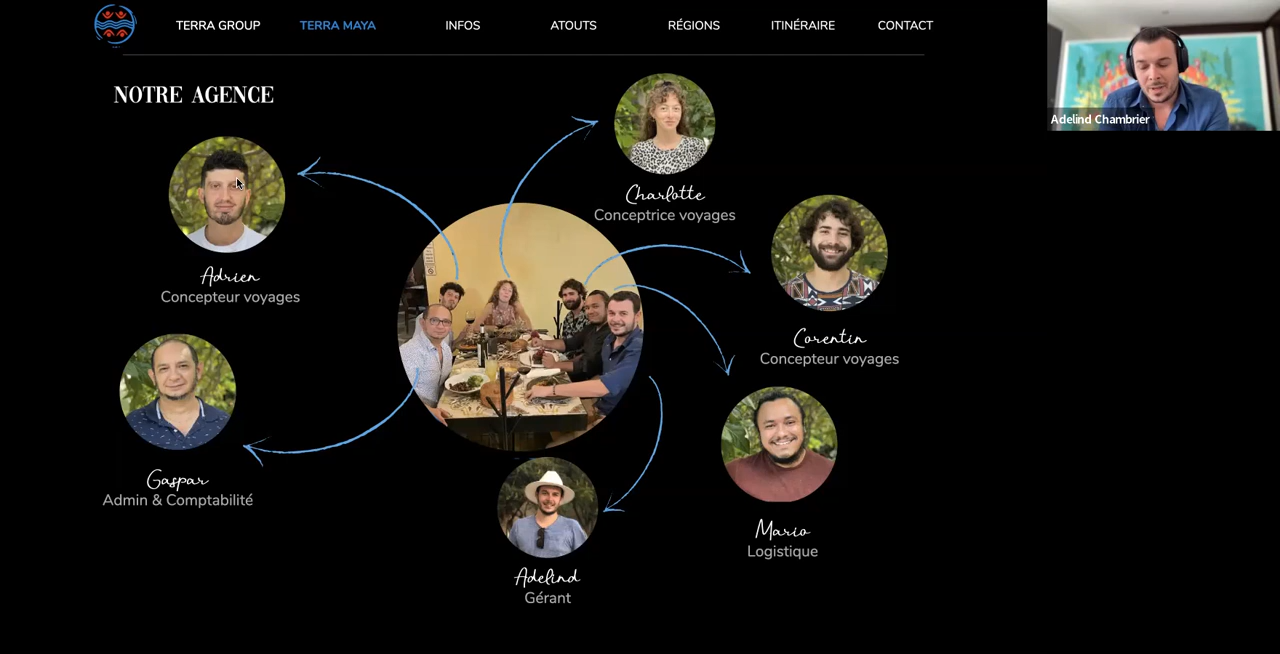 TERRA GROUP
TERRA MAYA
INFOS
ATOUTS
RÉGIONS
ITINÉRAIRE
CONTACT
Adelind Chambrier
NOTRE AGENCE
Charlotte
Conceptrice voyages
Adrien
Concepteur voyages
Corentin
Concepteur voyages
Gaspar
Admin & Comptabilité
Mario
Logistique
Adelind
Gérant